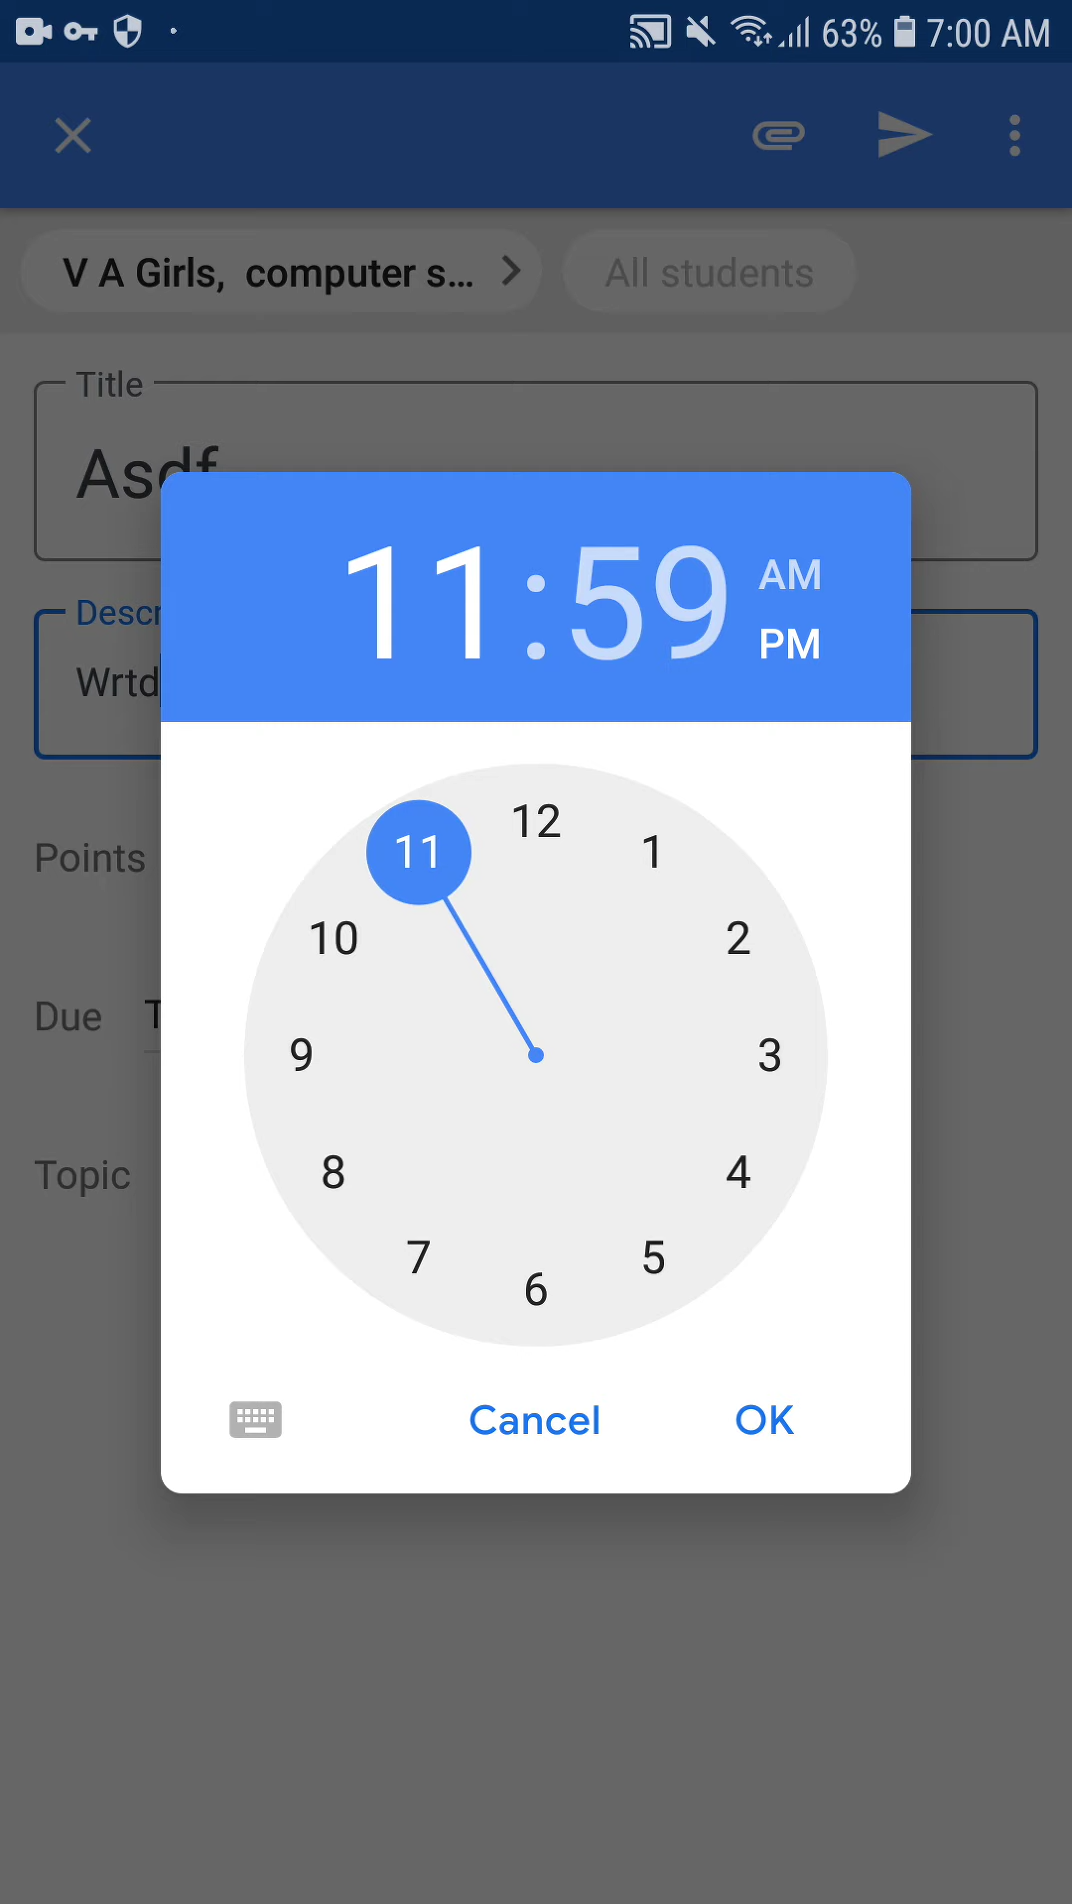 63% 7:00 AM
V A Girls, computer s... All students
Title
Asdf
Descr
Wrtd
11:59 AM PM
12
11 1
10 2
9 3
8 4
7 5
6
Points
Due T
Topic
Cancel OK